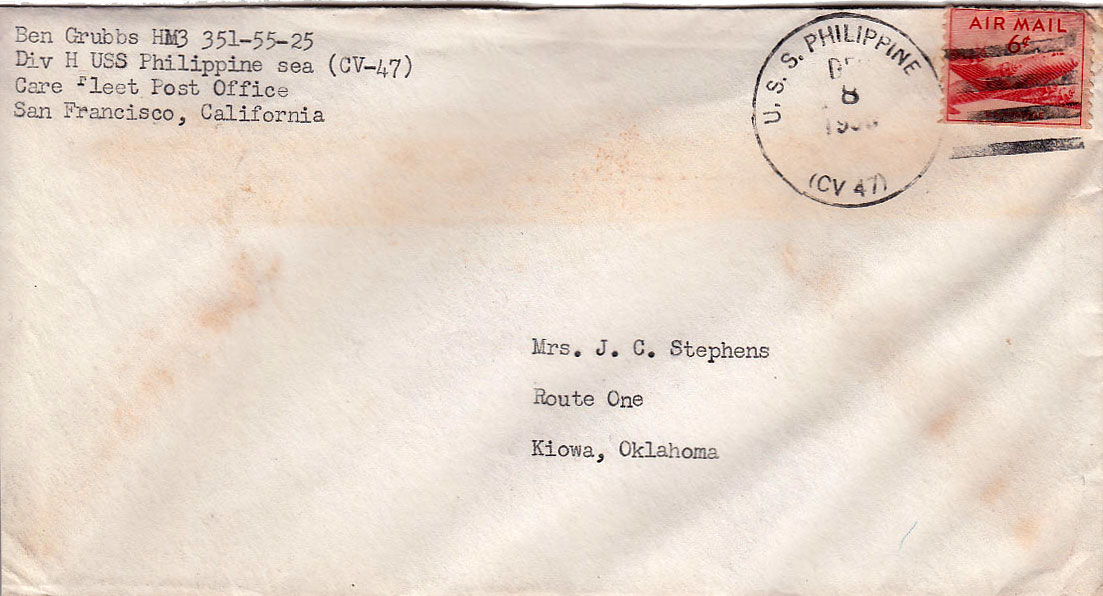 Ben Grubbs HM3 351-55-25
Div H USS Philippine sea (CV-47)
Care Fleet Post Office
San Francisco, California
U. S. S. PHILIPPINE
8
(CV 47)
AIR MAIL
6¢
Mrs. J. C. Stephens
Route One
Kiowa, Oklahoma